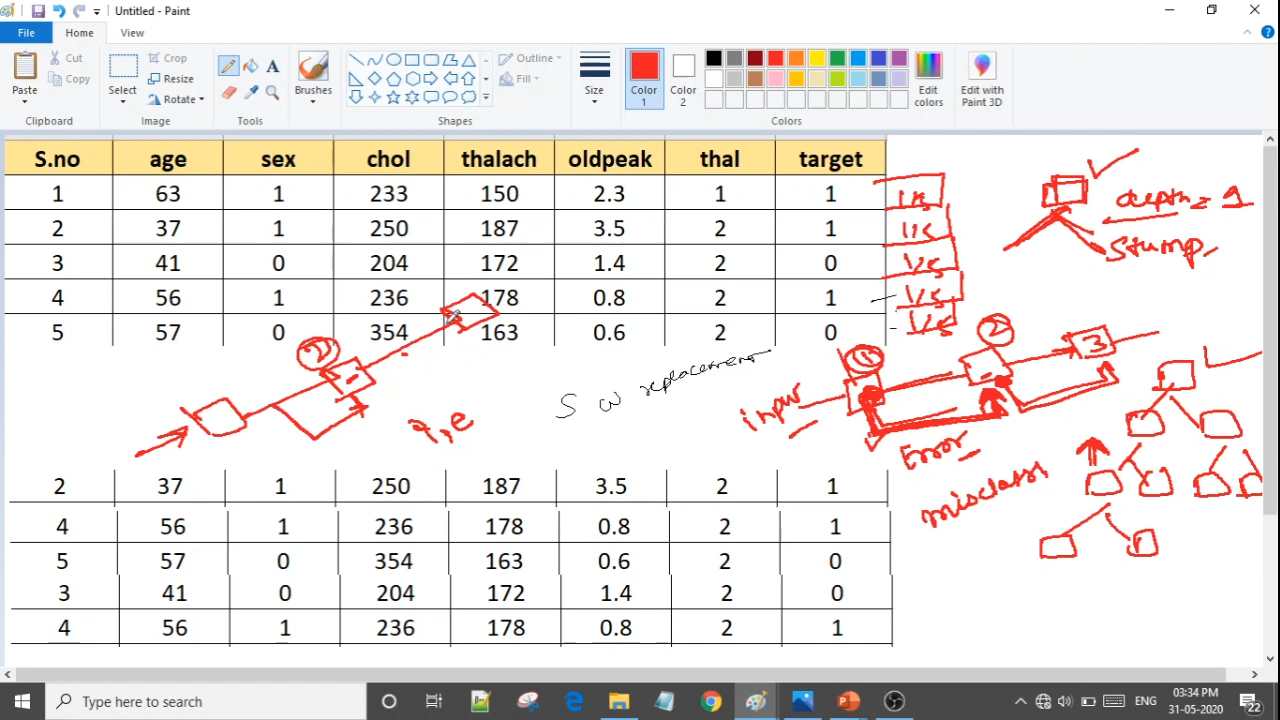 Untitled - Paint
File Home View
Paste
Cut
Copy
Clipboard
Select
Crop
Resize
Rotate
Image
A
Tools
Brushes
Shapes
Outline
Fill
Size
Color 1
Color 2
Edit colors
Colors
Edit with Paint 3D
S.no age sex chol thalach oldpeak thal target
1 63 1 233 150 2.3 1 1
2 37 1 250 187 3.5 2 1
3 41 0 204 172 1.4 2 0
4 56 1 236 178 0.8 2 1
5 57 0 354 163 0.6 2 0
1/5
1/5
1/5
1/5
1/5
depth = 1
Stump
2
S w replacement
input
1
2
3
Error
misclass
2 37 1 250 187 3.5 2 1
4 56 1 236 178 0.8 2 1
5 57 0 354 163 0.6 2 0
3 41 0 204 172 1.4 2 0
4 56 1 236 178 0.8 2 1
Type here to search
ENG
03:34 PM
31-05-2020
22